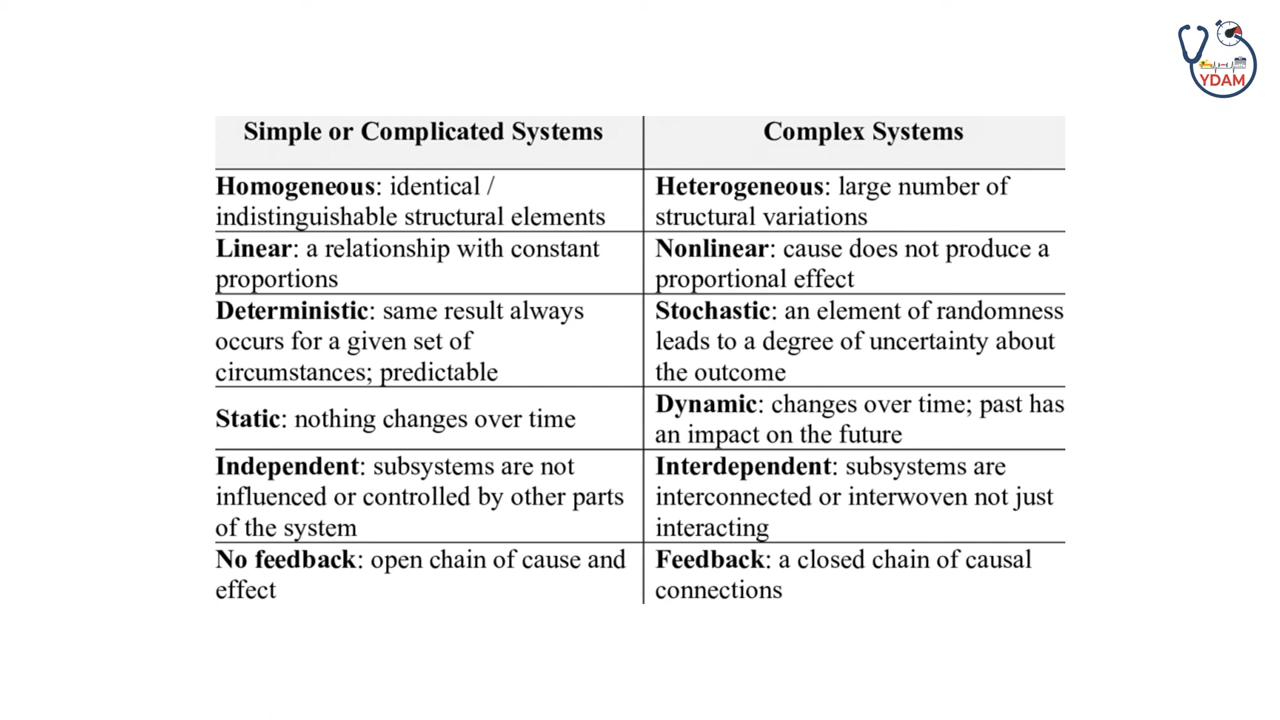 YDAM
Simple or Complicated Systems
Complex Systems
Homogeneous: identical /
indistinguishable structural elements
Heterogeneous: large number of
structural variations
Linear: a relationship with constant
proportions
Nonlinear: cause does not produce a
proportional effect
Deterministic: same result always
occurs for a given set of
circumstances; predictable
Stochastic: an element of randomness
leads to a degree of uncertainty about
the outcome
Static: nothing changes over time
Dynamic: changes over time; past has
an impact on the future
Independent: subsystems are not
influenced or controlled by other parts
of the system
Interdependent: subsystems are
interconnected or interwoven not just
interacting
No feedback: open chain of cause and
effect
Feedback: a closed chain of causal
connections